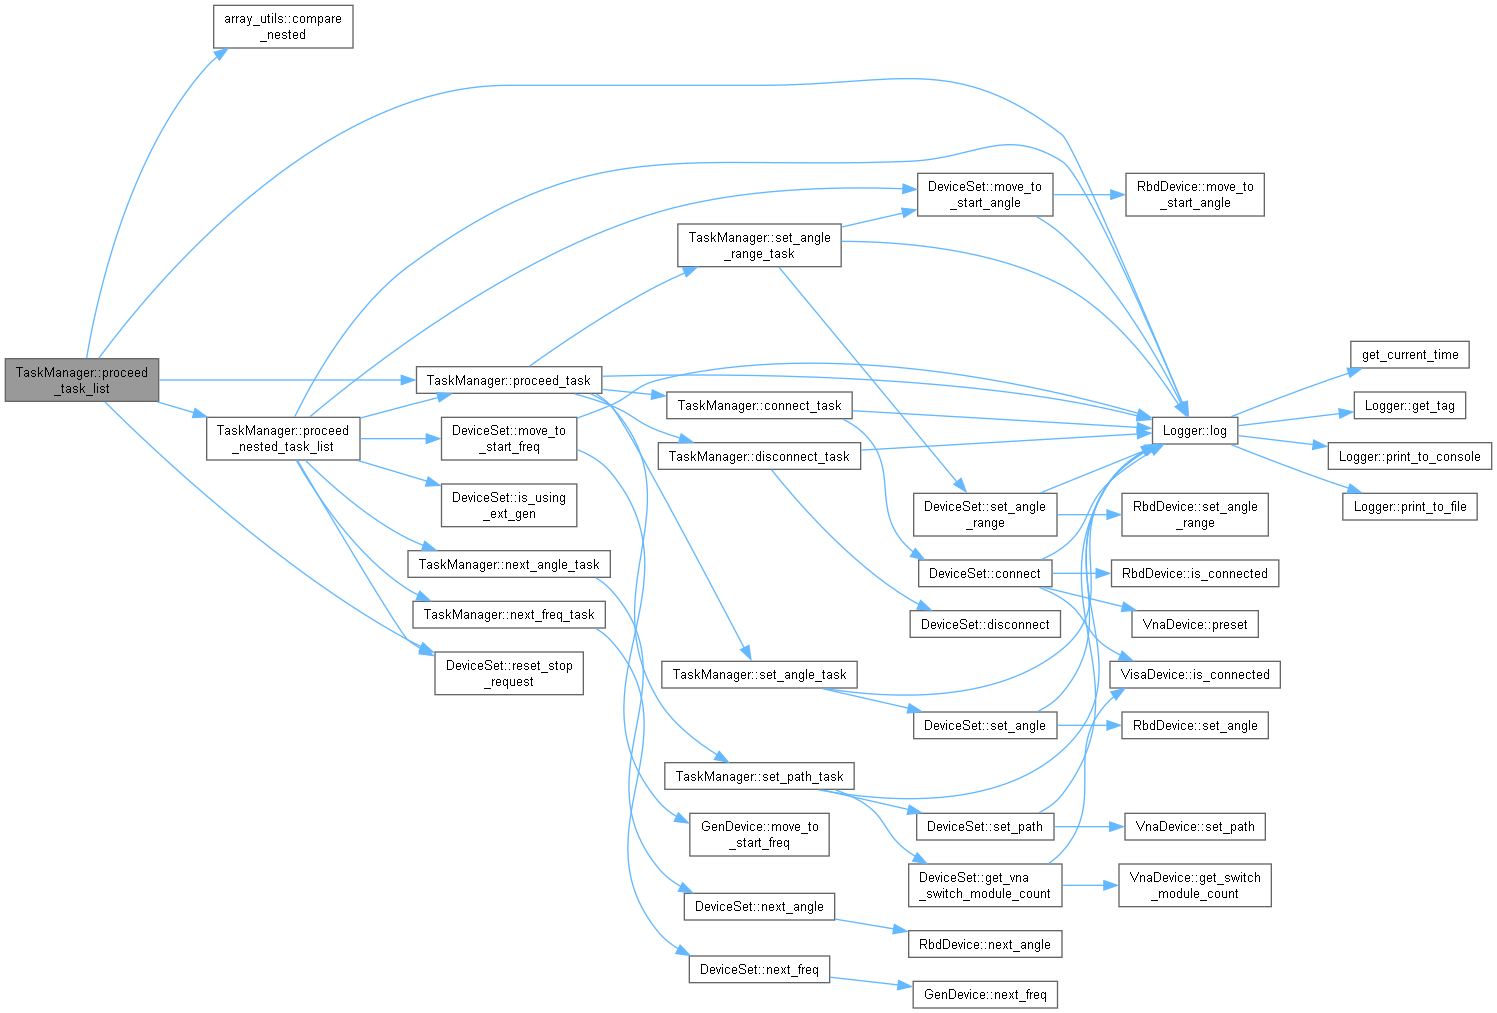 array_utils::compare
_nested
TaskManager::proceed
_task_list
TaskManager::proceed
_nested_task_list
TaskManager::proceed_task
DeviceSet::move_to
_start_freq
DeviceSet::is_using
_ext_gen
TaskManager::next_angle_task
TaskManager::next_freq_task
DeviceSet::reset_stop
_request
TaskManager::set_angle
_range_task
TaskManager::connect_task
TaskManager::disconnect_task
TaskManager::set_angle_task
TaskManager::set_path_task
GenDevice::move_to
_start_freq
DeviceSet::next_angle
DeviceSet::next_freq
DeviceSet::move_to
_start_angle
DeviceSet::set_angle
_range
DeviceSet::connect
DeviceSet::disconnect
DeviceSet::set_angle
DeviceSet::set_path
DeviceSet::get_vna
_switch_module_count
RbdDevice::next_angle
GenDevice::next_freq
RbdDevice::move_to
_start_angle
Logger::log
RbdDevice::set_angle
_range
RbdDevice::is_connected
VnaDevice::preset
VisaDevice::is_connected
RbdDevice::set_angle
VnaDevice::set_path
VnaDevice::get_switch
_module_count
get_current_time
Logger::get_tag
Logger::print_to_console
Logger::print_to_file